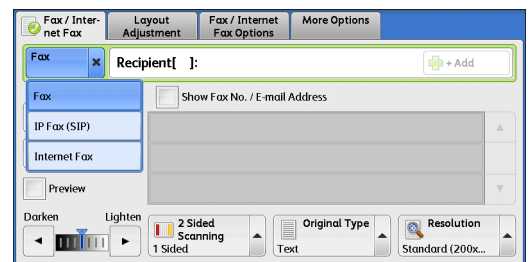 Fax / Inter-
net Fax
Layout
Adjustment
Fax / Internet
Fax Options
More Options
Fax
Recipient[ ]:
+ Add
Fax
Show Fax No. / E-mail Address
IP Fax (SIP)
Internet Fax
Preview
Darken
Lighten
2 Sided
Scanning
1 Sided
Original Type
Text
Resolution
Standard (200x...